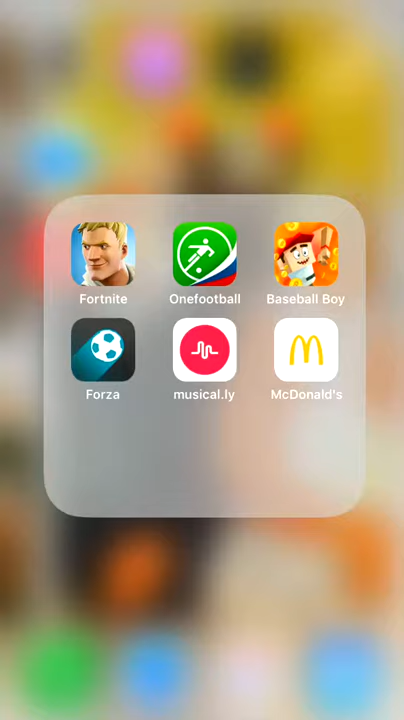 Fortnite
Onefootball
Baseball Boy
Forza
musical.ly
McDonald's